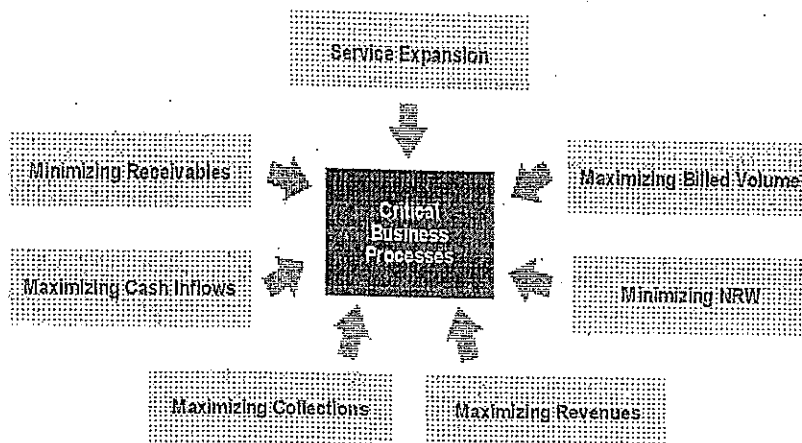 Service Expansion
Minimizing Receivables
Maximizing Billed Volume
Critical
Business
Processes
Maximizing Cash Inflows
Minimizing NRW
Maximizing Collections
Maximizing Revenues